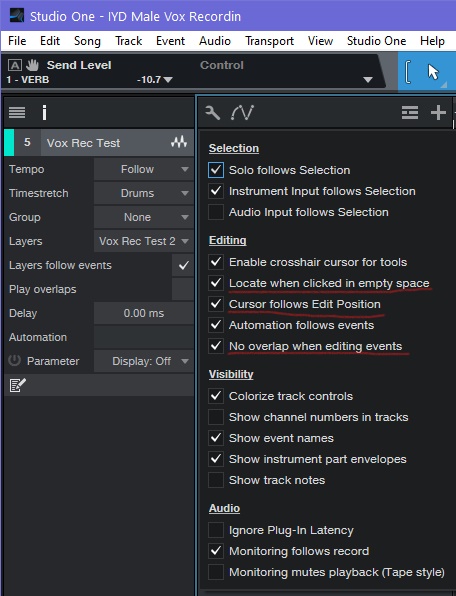 Studio One - IYD Male Vox Recordin
File Edit Song Track Event Audio Transport View Studio One Help
A Send Level Control
1 - VERB -10.7
5 Vox Rec Test
Tempo Follow
Timestretch Drums
Group None
Layers Vox Rec Test 2
Layers follow events
Play overlaps
Delay 0.00 ms
Automation
Parameter Display: Off
Selection
Solo follows Selection
Instrument Input follows Selection
Audio Input follows Selection
Editing
Enable crosshair cursor for tools
Locate when clicked in empty space
Cursor follows Edit Position
Automation follows events
No overlap when editing events
Visibility
Colorize track controls
Show channel numbers in tracks
Show event names
Show instrument part envelopes
Show track notes
Audio
Ignore Plug-In Latency
Monitoring follows record
Monitoring mutes playback (Tape style)